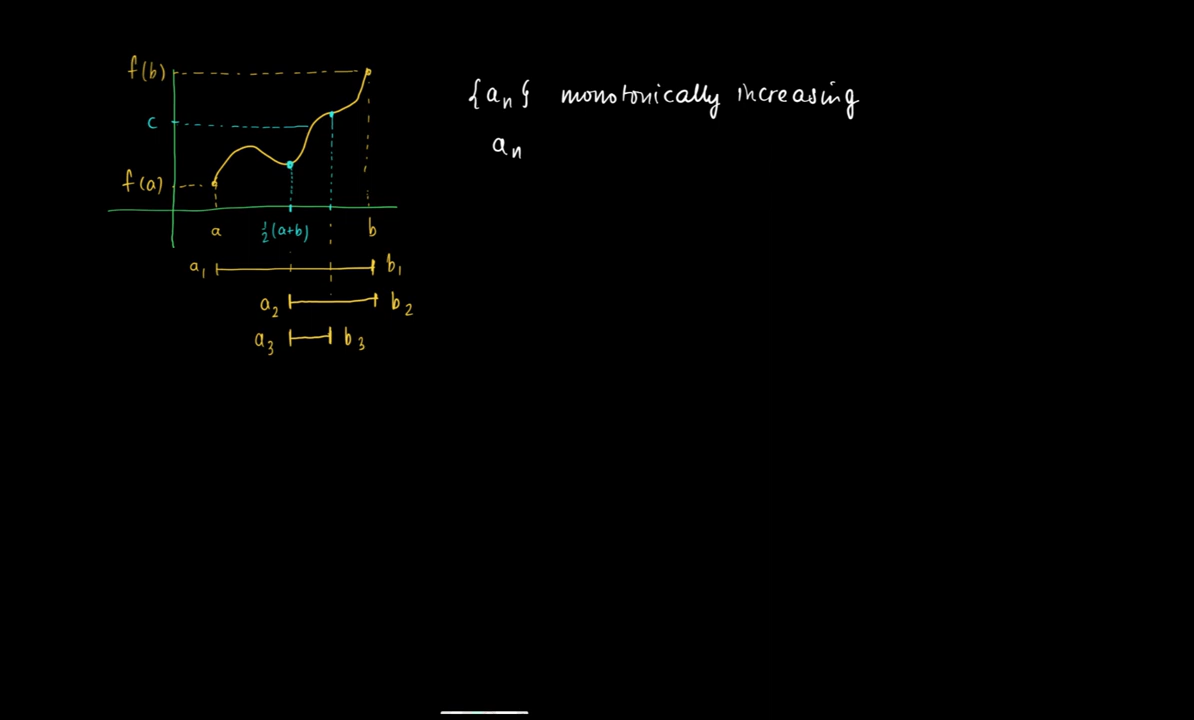 f(b)
c
f(a)
a ½(a+b) b
a₁ b₁
a₂ b₂
a₃ b₃
{aₙ} monotonically increasing
aₙ